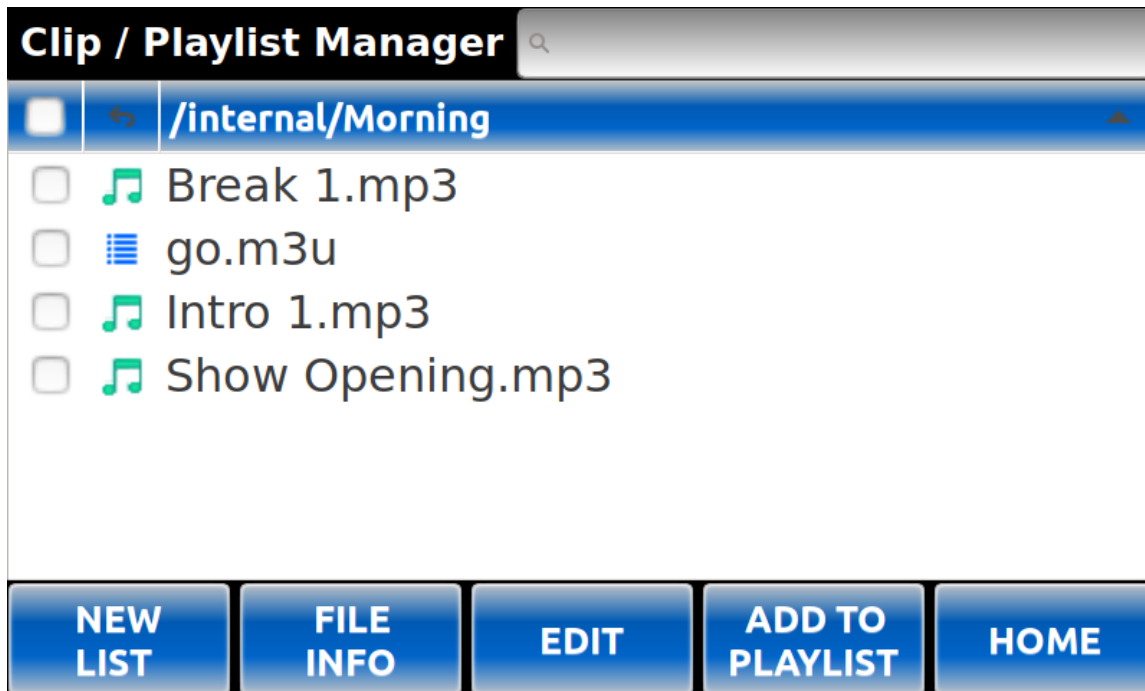 Clip / Playlist Manager
/internal/Morning
Break 1.mp3
go.m3u
Intro 1.mp3
Show Opening.mp3
NEW LIST
FILE INFO
EDIT
ADD TO PLAYLIST
HOME